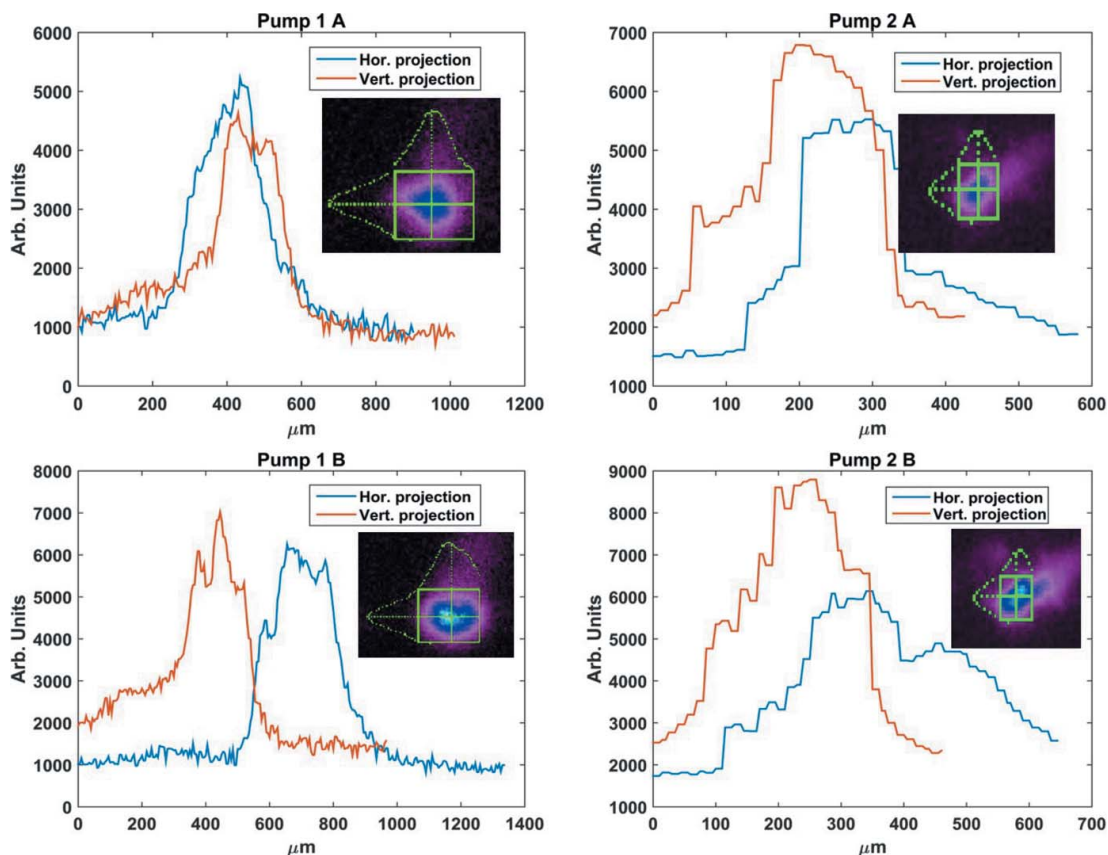 Pump 1 A
6000
5000
4000
3000
2000
1000
0
Arb. Units
Hor. projection
Vert. projection
0 200 400 600 800 1000 1200
μm
Pump 2 A
7000
6000
5000
4000
3000
2000
1000
Arb. Units
Hor. projection
Vert. projection
0 100 200 300 400 500 600
μm
Pump 1 B
8000
7000
6000
5000
4000
3000
2000
1000
0
Arb. Units
Hor. projection
Vert. projection
0 200 400 600 800 1000 1200 1400
μm
Pump 2 B
9000
8000
7000
6000
5000
4000
3000
2000
1000
Arb. Units
Hor. projection
Vert. projection
0 100 200 300 400 500 600 700
μm